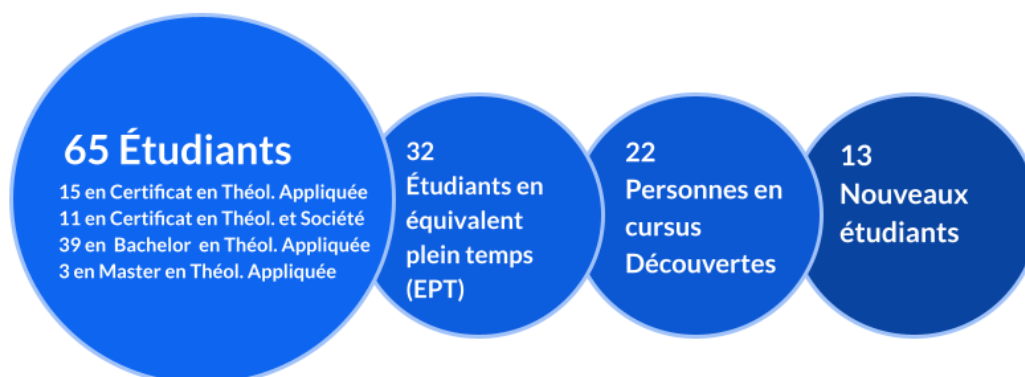 65 Étudiants
15 en Certificat en Théol. Appliquée
11 en Certificat en Théol. et Société
39 en Bachelor en Théol. Appliquée
3 en Master en Théol. Appliquée
32
Étudiants en
équivalent
plein temps
(EPT)
22
Personnes en
cursus
Découvertes
13
Nouveaux
étudiants